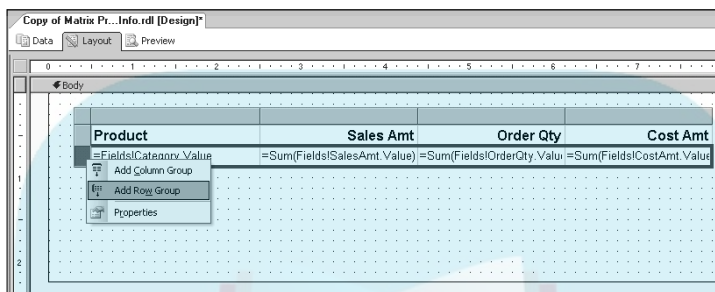 Copy of Matrix Pr...Info.rdl [Design]*
Data Layout Preview
0 1 2 3 4 5 6 7
Body
Product Sales Amt Order Qty Cost Amt
=Fields!Category.Value =Sum(Fields!SalesAmt.Value) =Sum(Fields!OrderQty.Valu =Sum(Fields!CostAmt.Value
Add Column Group
1
Add Row Group
Properties
2